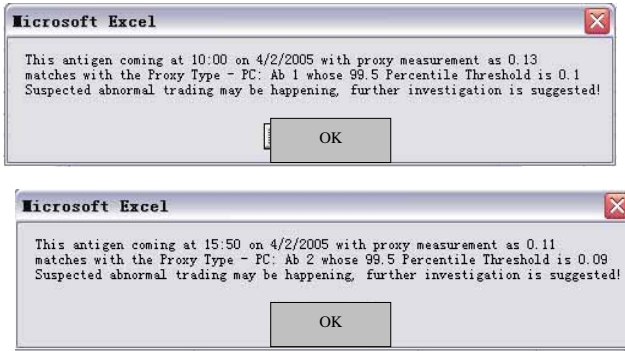 Microsoft Excel
This antigen coming at 10:00 on 4/2/2005 with proxy measurement as 0.13
matches with the Proxy Type - PC: Ab 1 whose 99.5 Percentile Threshold is 0.1
Suspected abnormal trading may be happening, further investigation is suggested!
OK
Microsoft Excel
This antigen coming at 15:50 on 4/2/2005 with proxy measurement as 0.11
matches with the Proxy Type - PC: Ab 2 whose 99.5 Percentile Threshold is 0.09
Suspected abnormal trading may be happening, further investigation is suggested!
OK